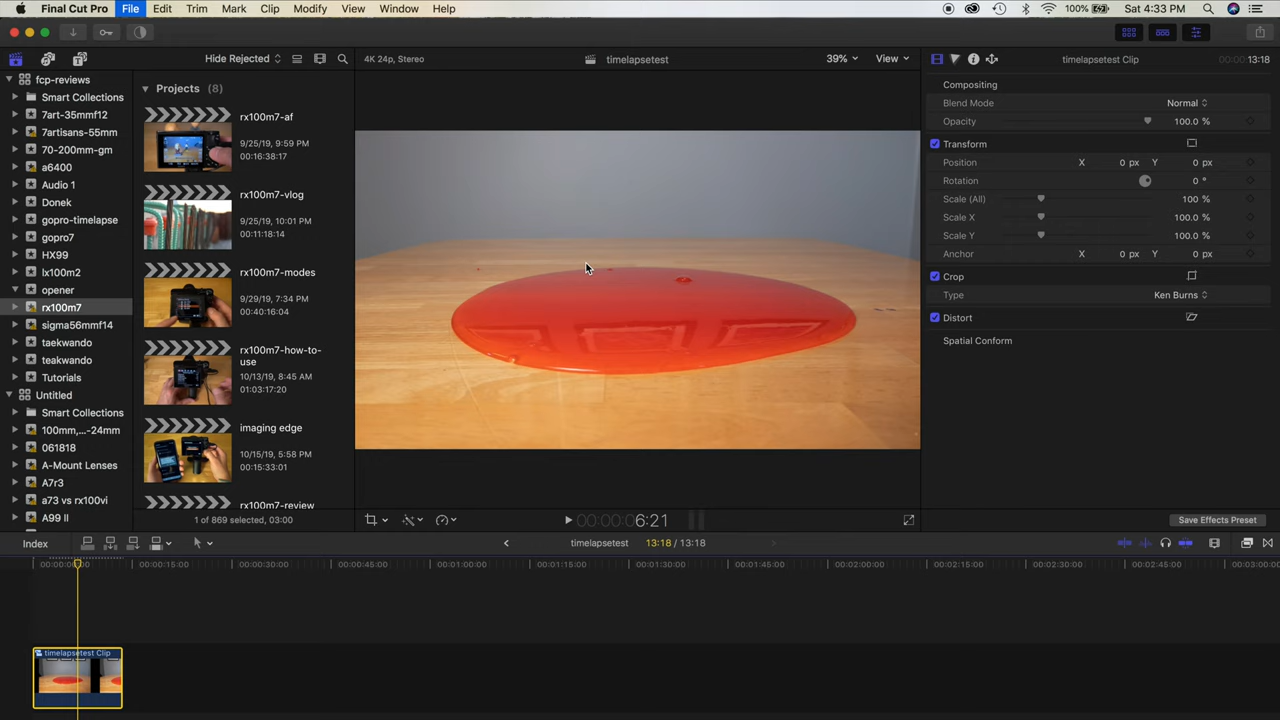 Final Cut Pro File Edit Trim Mark Clip Modify View Window Help 100% Sat 4:33 PM
Hide Rejected 4K 24p, Stereo timelapsetest 39% View timelapsetest Clip 00:00 13:18
fcp-reviews
Smart Collections
7art-35mmf12
7artisans-55mm
70-200mm-gm
a6400
Audio 1
Donek
gopro-timelapse
gopro7
HX99
lx100m2
opener
rx100m7
sigma56mmf14
taekwando
teakwando
Tutorials
Untitled
Smart Collections
100mm,...-24mm
061818
A-Mount Lenses
A7r3
a73 vs rx100vi
A99 II
Projects (8)
rx100m7-af
9/25/19, 9:59 PM
00:16:38:17
rx100m7-vlog
9/25/19, 10:01 PM
00:11:18:14
rx100m7-modes
9/29/19, 7:34 PM
00:40:16:04
rx100m7-how-to-
use
10/13/19, 8:45 AM
01:03:17:20
imaging edge
10/15/19, 5:58 PM
00:15:33:01
rx100m7-review
1 of 869 selected, 03:00
00:00:00 6:21
Compositing
Blend Mode Normal
Opacity 100.0 %
Transform
Position X 0 px Y 0 px
Rotation 0 °
Scale (All) 100 %
Scale X 100.0 %
Scale Y 100.0 %
Anchor X 0 px Y 0 px
Crop
Type Ken Burns
Distort
Spatial Conform
Save Effects Preset
Index timelapsetest 13:18 / 13:18
00:00:00:00 00:00:15:00 00:00:30:00 00:00:45:00 00:01:00:00 00:01:15:00 00:01:30:00 00:01:45:00 00:02:00:00 00:02:15:00 00:02:30:00 00:02:45:00 00:03:00:00
timelapsetest Clip